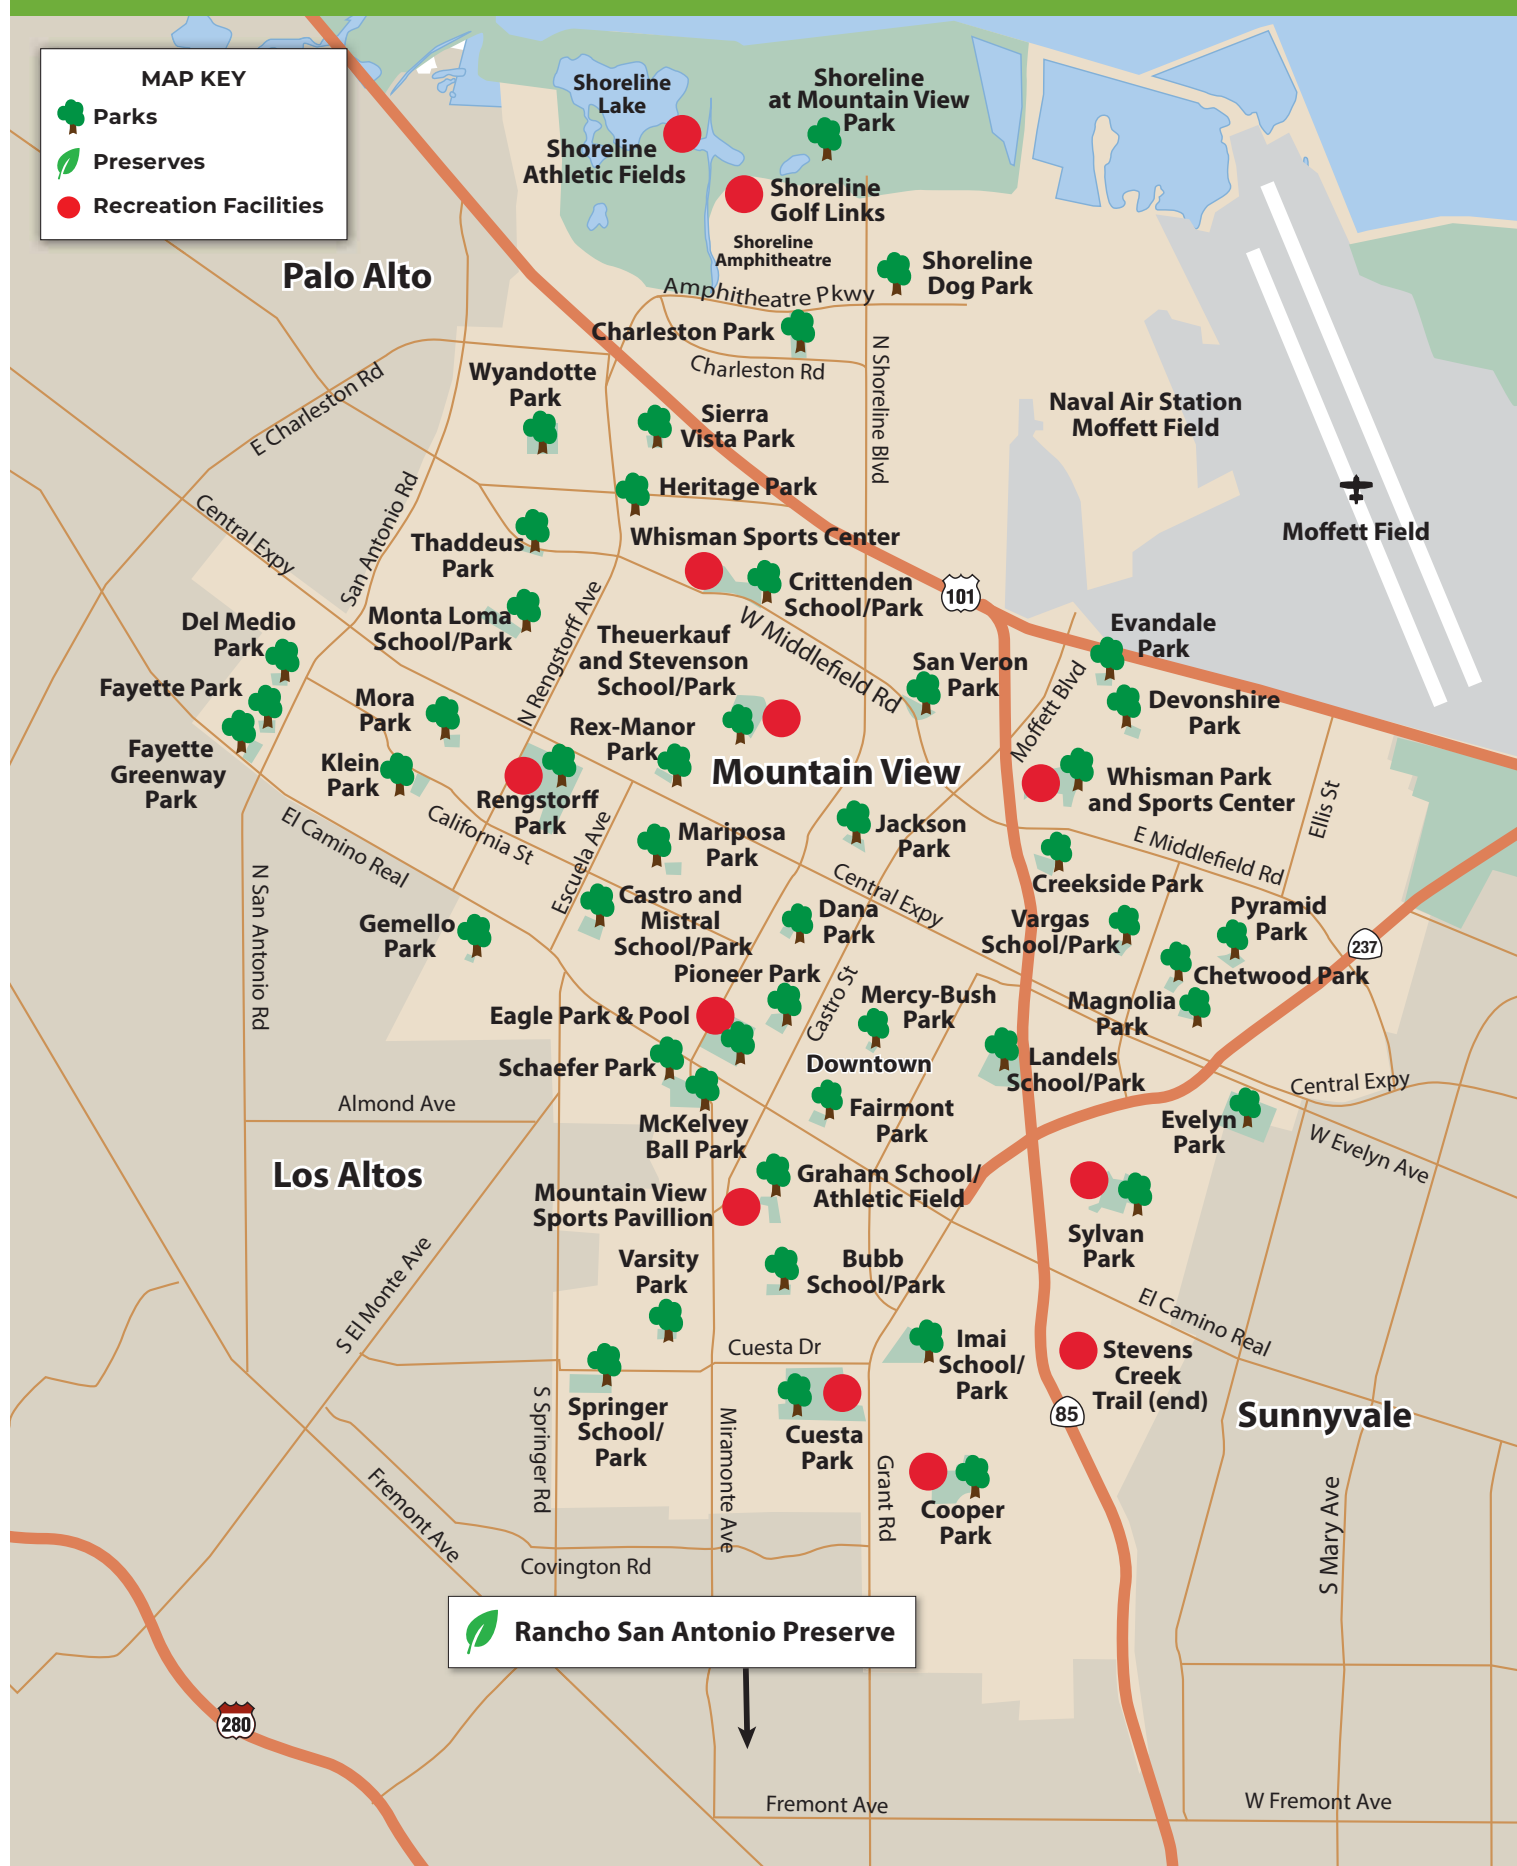 MAP KEY
Parks
Preserves
Recreation Facilities
Shoreline
Lake
Shoreline
at Mountain View
Park
Shoreline
Athletic Fields
Shoreline
Golf Links
Shoreline
Amphitheatre
Shoreline
Dog Park
Palo Alto
Amphitheatre Pkwy
Charleston Park
Charleston Rd
N Shoreline Blvd
Wyandotte
Park
E Charleston Rd
Sierra
Vista Park
Naval Air Station
Moffett Field
Heritage Park
San Antonio Rd
Central Expy
Thaddeus
Park
Whisman Sports Center
Moffett Field
Crittenden
School/Park
101
Monta Loma
School/Park
N Rengstorff Ave
W Middlefield Rd
Del Medio
Park
Theuerkauf
and Stevenson
School/Park
Evandale
Park
San Veron
Park
Moffett Blvd
Fayette Park
Mora
Park
Devonshire
Park
Rex-Manor
Park
Fayette
Greenway
Park
Klein
Park
Mountain View
Whisman Park
and Sports Center
Rengstorff
Park
Ellis St
El Camino Real
California St
Escuela Ave
Mariposa
Park
Jackson
Park
E Middlefield Rd
Central Expy
Creekside Park
N San Antonio Rd
Castro and
Mistral
School/Park
Dana
Park
Vargas
School/Park
Pyramid
Park
Gemello
Park
237
Chetwood Park
Pioneer Park
Castro St
Mercy-Bush
Park
Magnolia
Park
Eagle Park & Pool
Schaefer Park
Downtown
Landels
School/Park
Central Expy
Almond Ave
McKelvey
Ball Park
Fairmont
Park
Evelyn
Park
W Evelyn Ave
Los Altos
Graham School/
Athletic Field
Mountain View
Sports Pavillion
Sylvan
Park
S El Monte Ave
Varsity
Park
Bubb
School/Park
El Camino Real
Cuesta Dr
Imai
School/
Park
Stevens
Creek
Trail (end)
S Springer Rd
Springer
School/
Park
Miramonte Ave
Cuesta
Park
85
Sunnyvale
Grant Rd
Fremont Ave
Cooper
Park
S Mary Ave
Covington Rd
Rancho San Antonio Preserve
280
Fremont Ave
W Fremont Ave